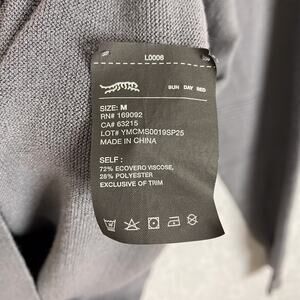 L0006
SUN DAY RED
SIZE: M
RN# 169092
CA# 63215
LOT# YMCMS0019SP25
MADE IN CHINA
SELF :
72% ECOVERO VISCOSE,
28% POLYESTER
EXCLUSIVE OF TRIM